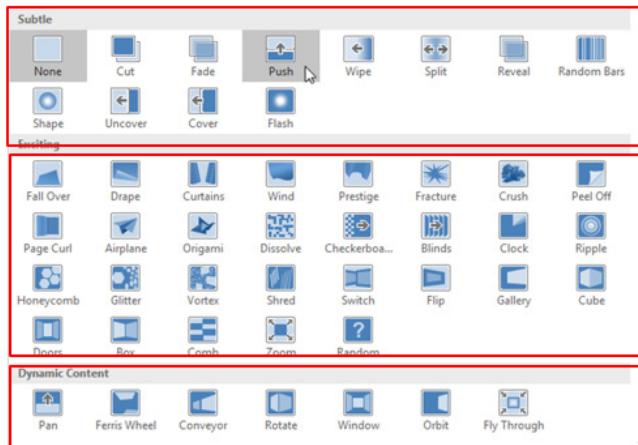 Subtle
None Cut Fade Push Wipe Split Reveal Random Bars
Shape Uncover Cover Flash
Exciting
Fall Over Drape Curtains Wind Prestige Fracture Crush Peel Off
Page Curl Airplane Origami Dissolve Checkerboa... Blinds Clock Ripple
Honeycomb Glitter Vortex Shred Switch Flip Gallery Cube
Doors Box Comb Zoom Random
Dynamic Content
Pan Ferris Wheel Conveyor Rotate Window Orbit Fly Through